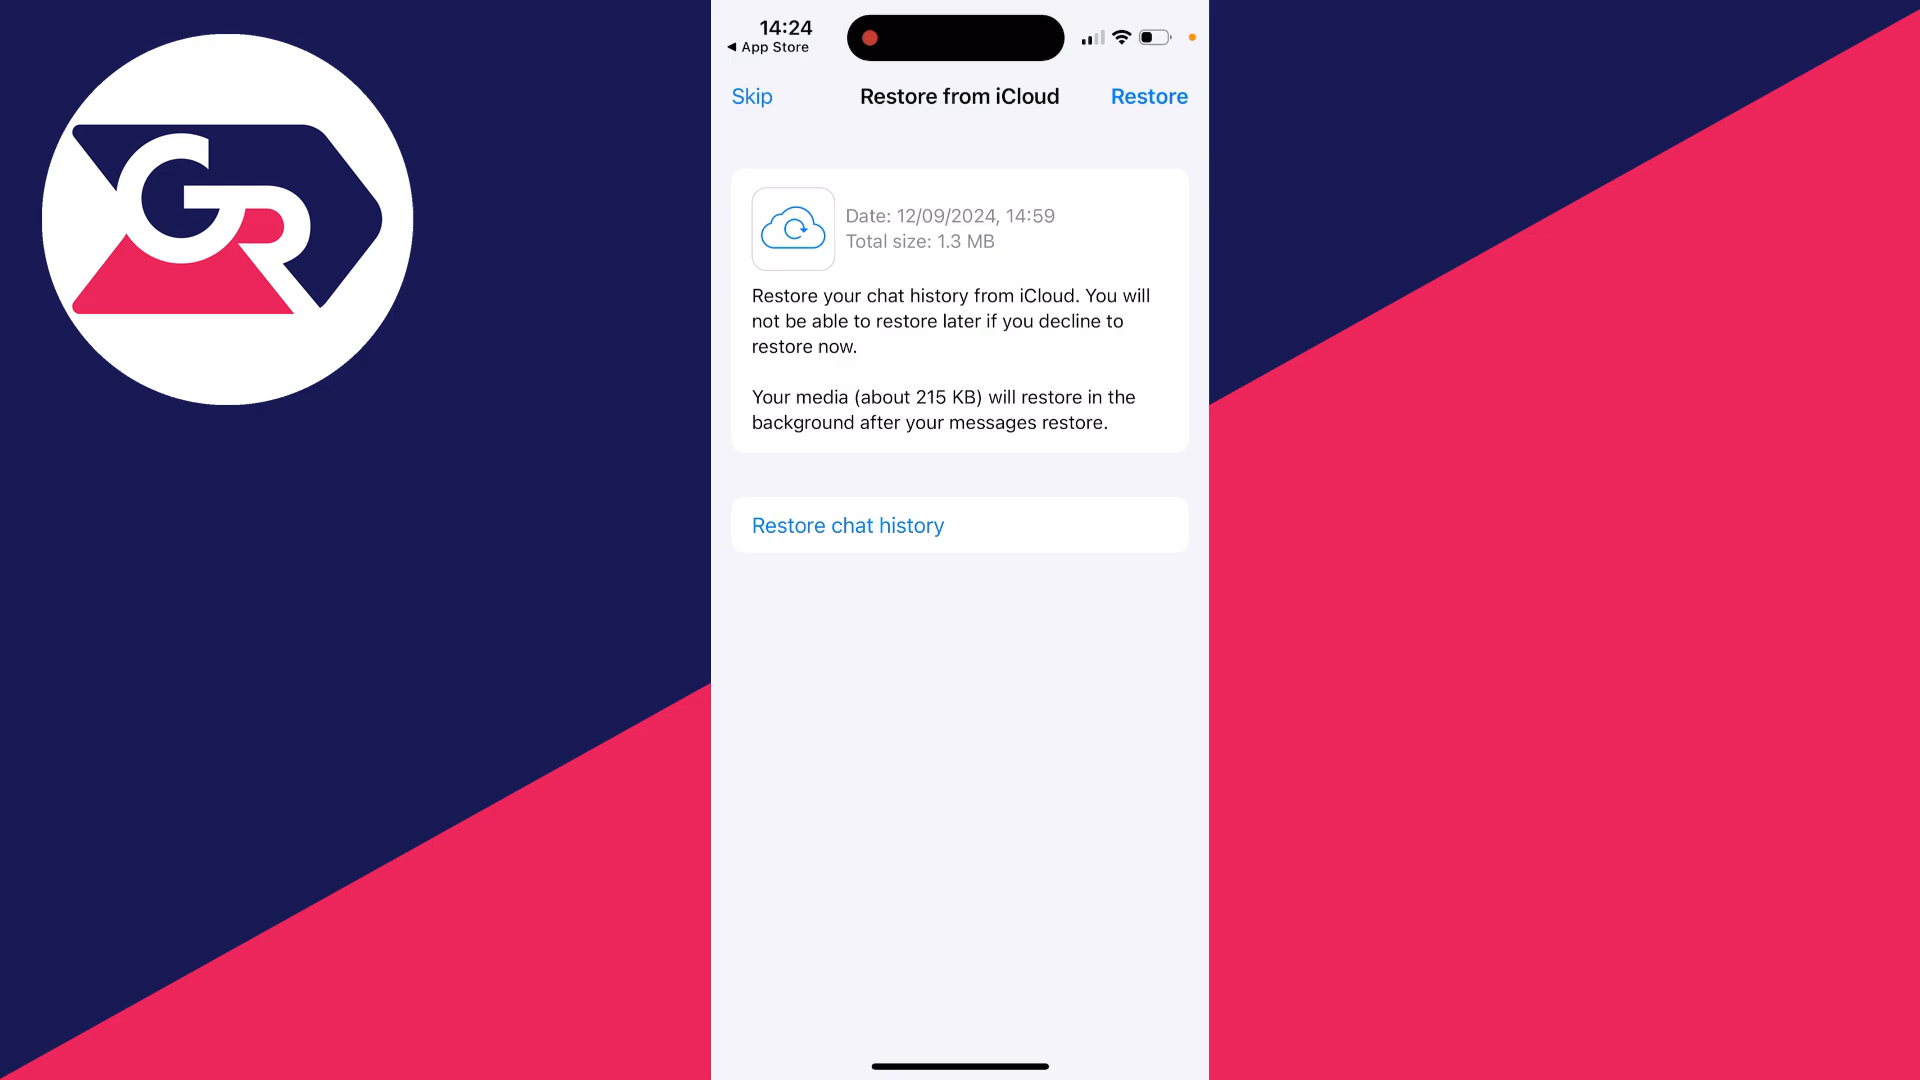 GR
14:24
◀ App Store
Skip
Restore from iCloud
Restore
Date: 12/09/2024, 14:59
Total size: 1.3 MB
Restore your chat history from iCloud. You will
not be able to restore later if you decline to
restore now.
Your media (about 215 KB) will restore in the
background after your messages restore.
Restore chat history